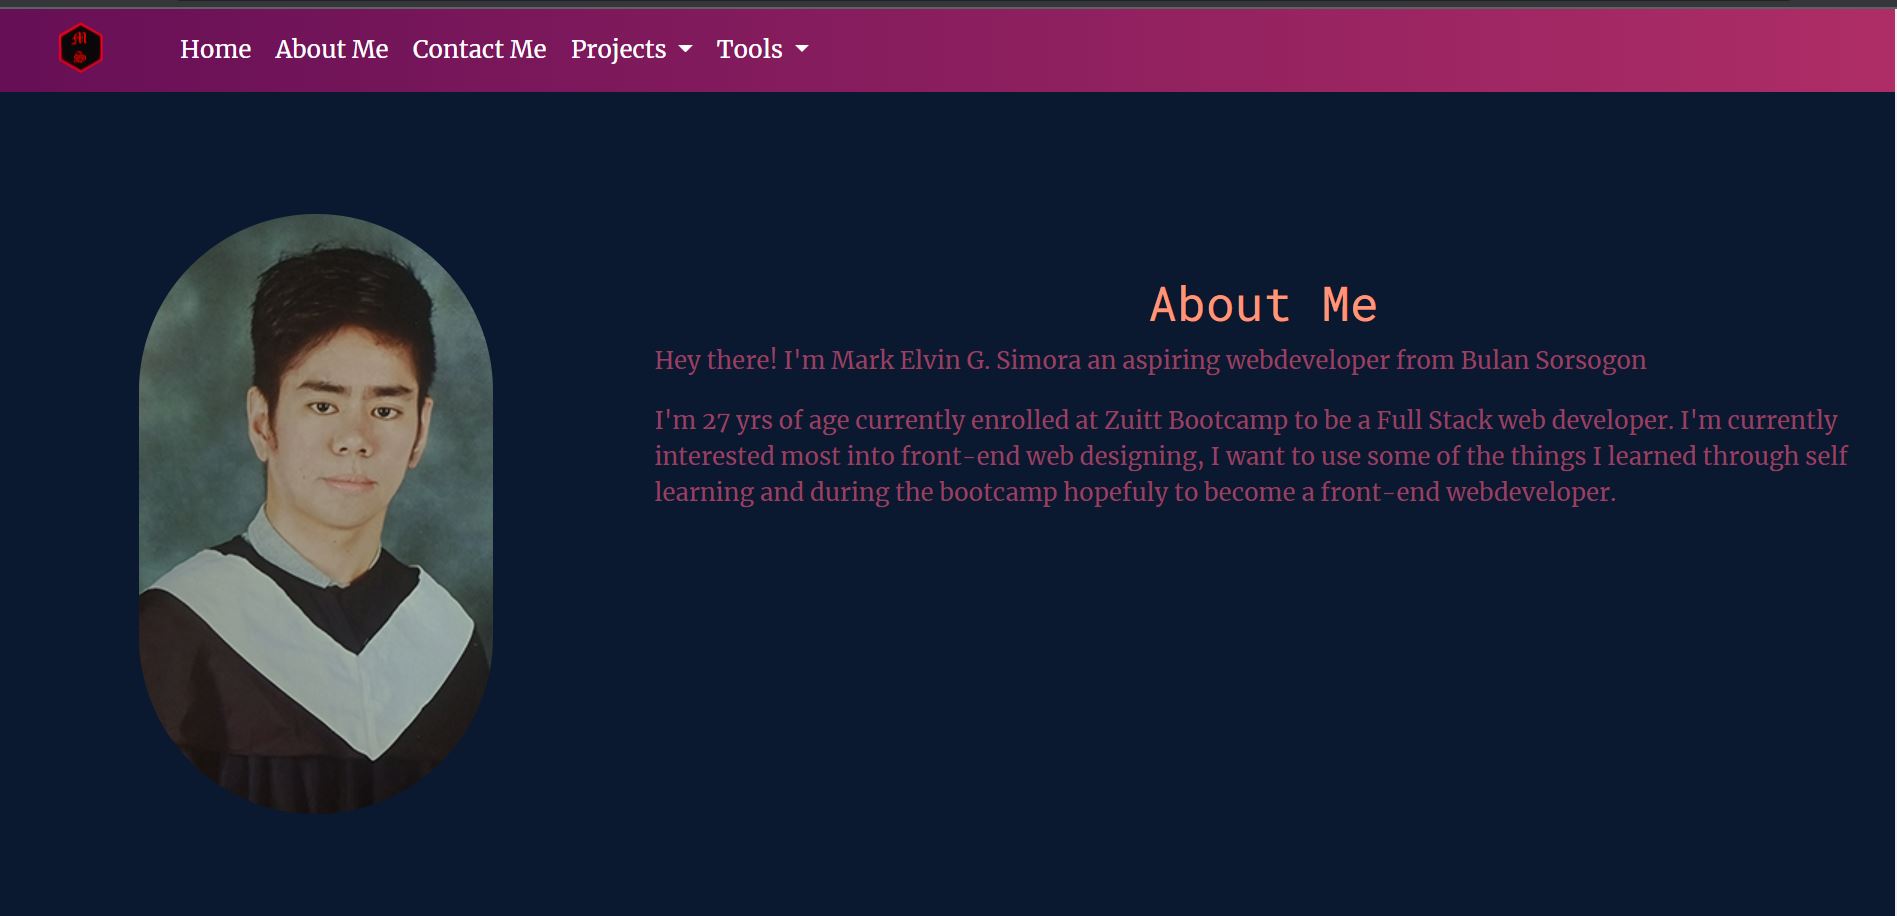 M
S
Home About Me Contact Me Projects Tools
About Me
Hey there! I'm Mark Elvin G. Simora an aspiring webdeveloper from Bulan Sorsogon
I'm 27 yrs of age currently enrolled at Zuitt Bootcamp to be a Full Stack web developer. I'm currently
interested most into front-end web designing, I want to use some of the things I learned through self
learning and during the bootcamp hopefuly to become a front-end webdeveloper.